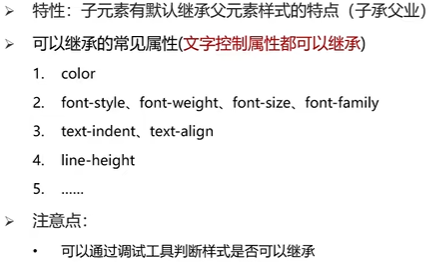 ➢ 特性：子元素有默认继承父元素样式的特点（子承父业）
➢ 可以继承的常见属性(文字控制属性都可以继承)
1. color
2. font-style、font-weight、font-size、font-family
3. text-indent、text-align
4. line-height
5. ......
➢ 注意点：
• 可以通过调试工具判断样式是否可以继承